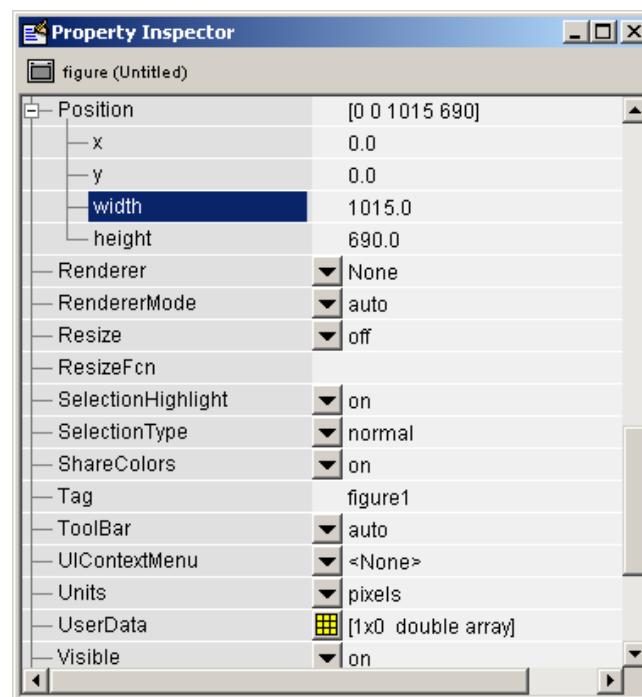 Property Inspector
figure (Untitled)
Position [0 0 1015 690]
x 0.0
y 0.0
width 1015.0
height 690.0
Renderer None
RendererMode auto
Resize off
ResizeFcn
SelectionHighlight on
SelectionType normal
ShareColors on
Tag figure1
ToolBar auto
UIContextMenu <None>
Units pixels
UserData [1x0 double array]
Visible on